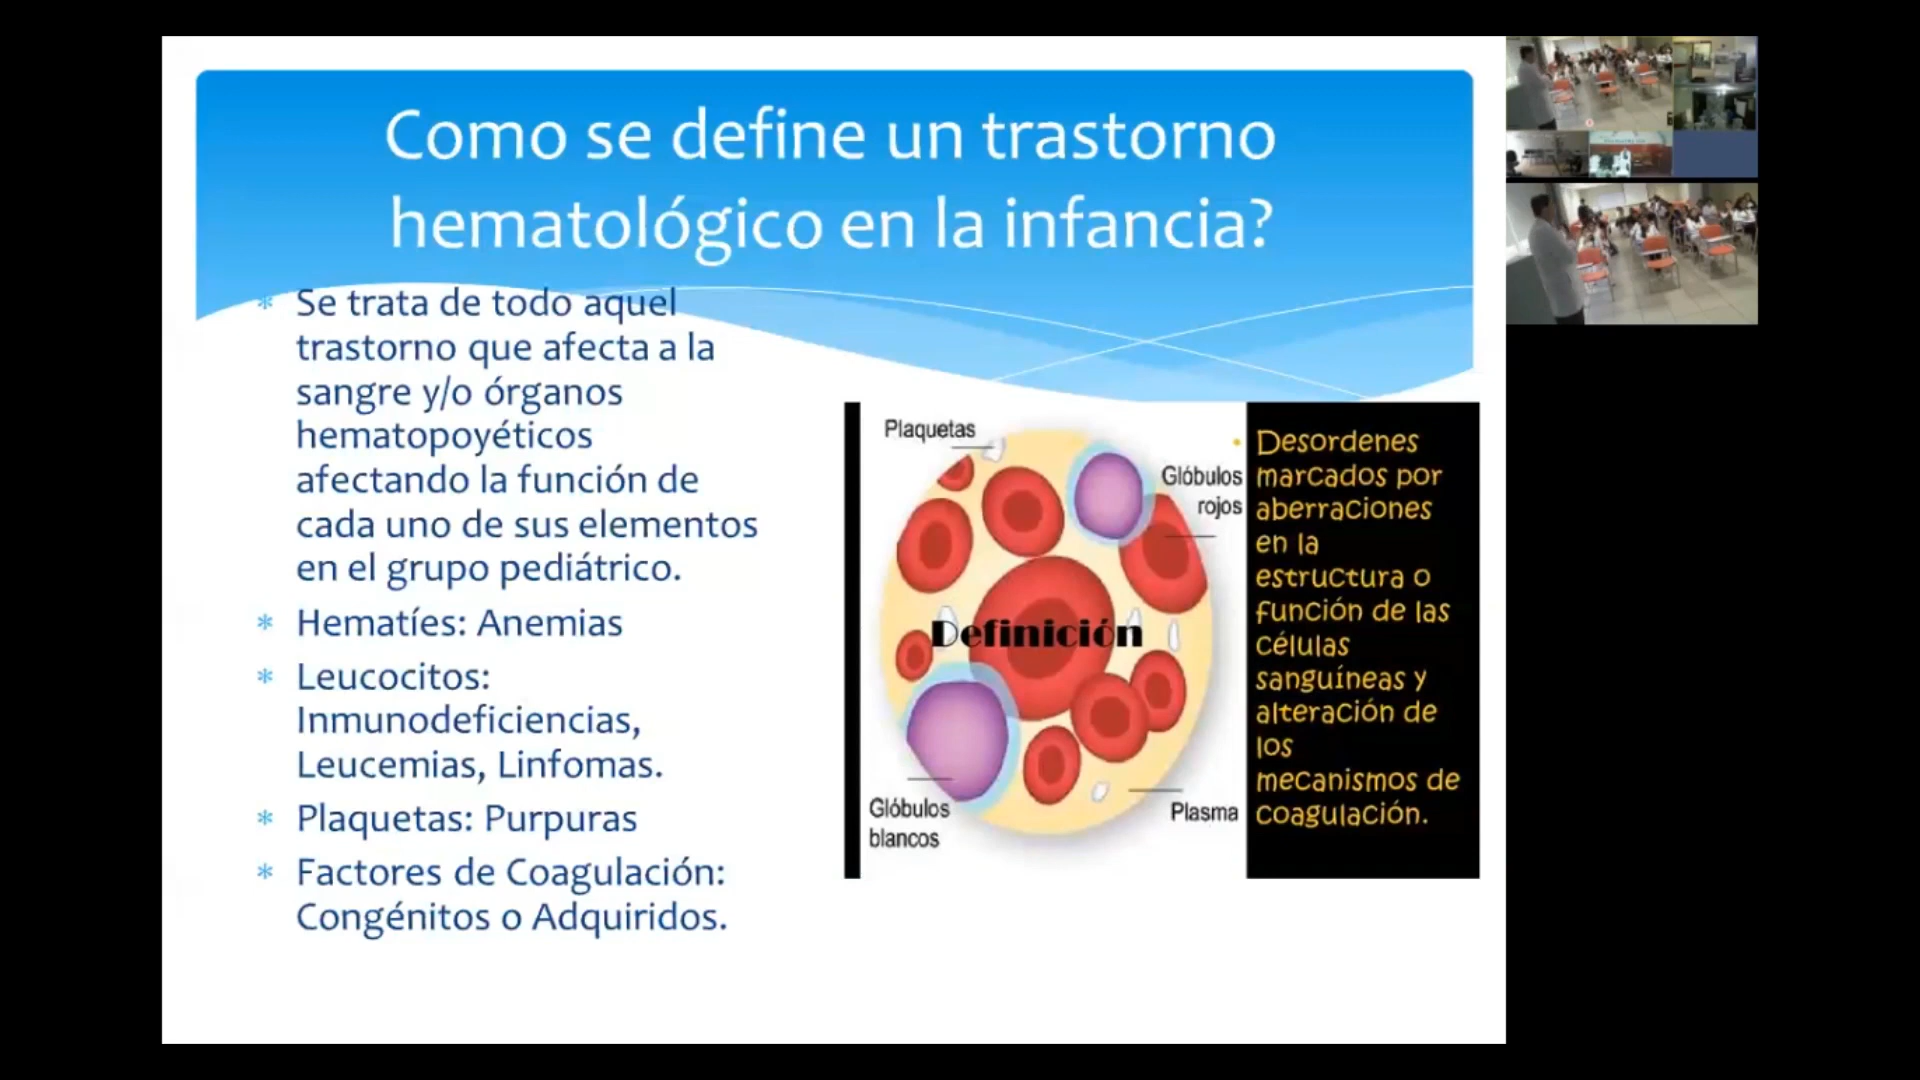 Como se define un trastorno
hematológico en la infancia?
Se trata de todo aquel
trastorno que afecta a la
sangre y/o órganos
hematopoyéticos
afectando la función de
cada uno de sus elementos
en el grupo pediátrico.
Hematíes: Anemias
Leucocitos:
Inmunodeficiencias,
Leucemias, Linfomas.
Plaquetas: Purpuras
Factores de Coagulación:
Congénitos o Adquiridos.
Plaquetas
Glóbulos
rojos
Definición
Glóbulos
blancos
Plasma
Desordenes
marcados por
aberraciones
en la
estructura o
función de las
células
sanguíneas y
alteración de
los
mecanismos de
coagulación.